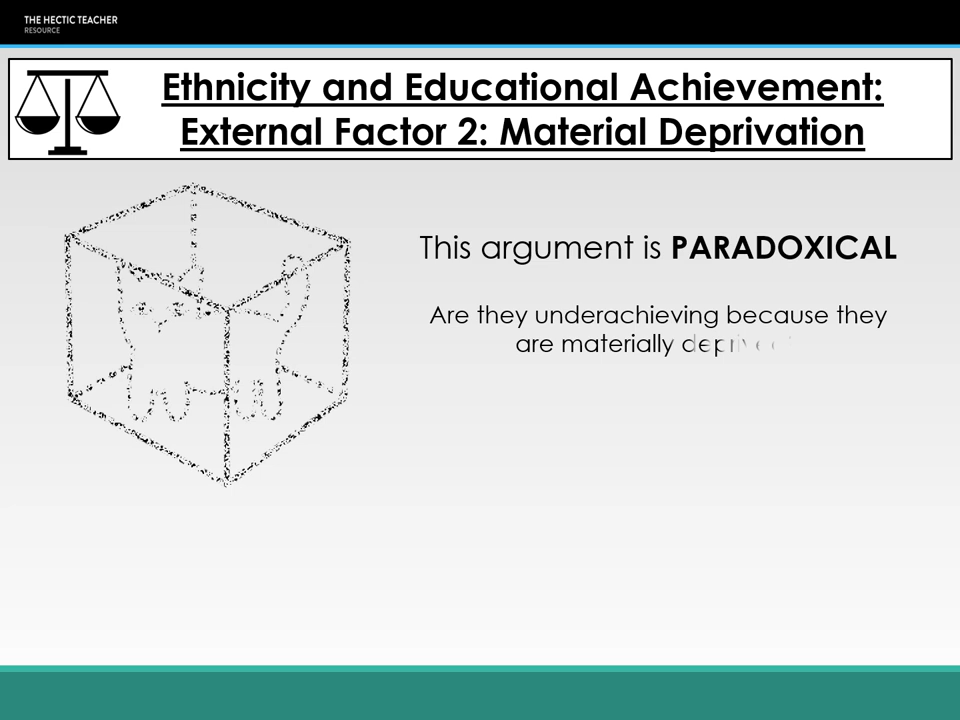 THE HECTIC TEACHER
RESOURCE
Ethnicity and Educational Achievement:
External Factor 2: Material Deprivation
This argument is PARADOXICAL
Are they underachieving because they
are materially